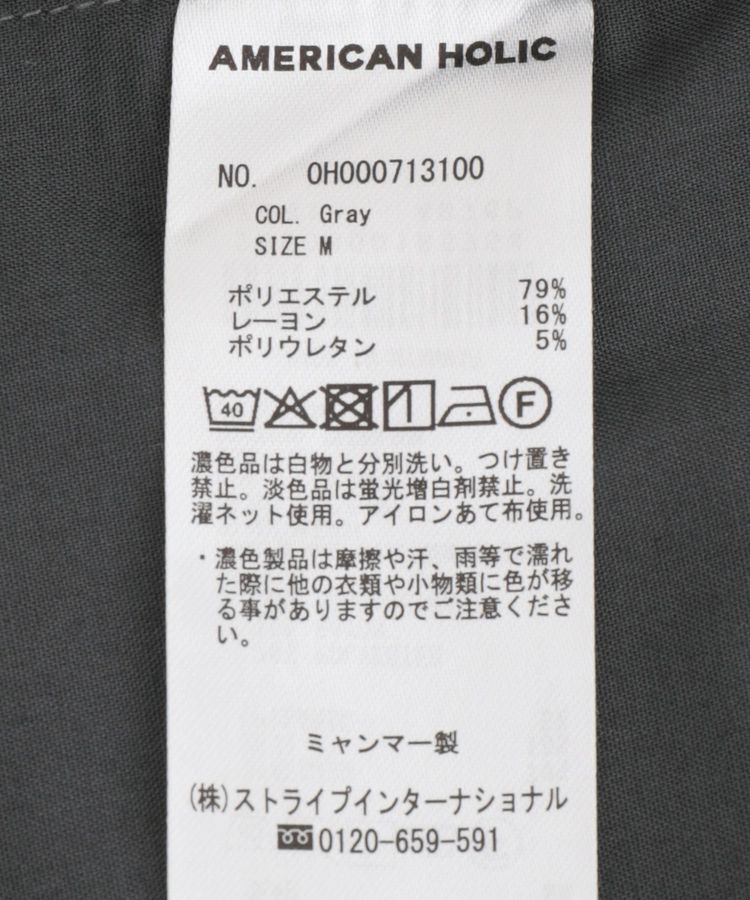 AMERICAN HOLIC
NO. 0H000713100
COL. Gray
SIZE M
ポリエステル 79%
レーヨン 16%
ポリウレタン 5%
40 F
濃色品は白物と分別洗い。つけ置き
禁止。淡色品は蛍光増白剤禁止。洗
濯ネット使用。アイロンあて布使用。
・濃色製品は摩擦や汗、雨等で濡れ
た際に他の衣類や小物類に色が移
る事がありますのでご注意くださ
い。
ミャンマー製
(株)ストライプインターナショナル
0120-659-591